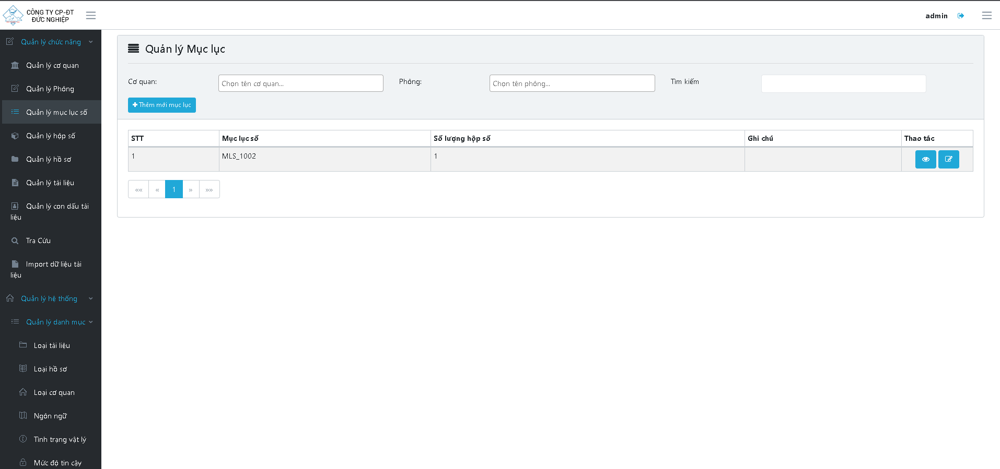 CÔNG TY CP-ĐT
ĐỨC NGHIỆP
admin
Quản lý chức năng
Quản lý cơ quan
Quản lý Phông
Quản lý mục lục số
Quản lý hộp số
Quản lý hồ sơ
Quản lý tài liệu
Quản lý con dấu tài
liệu
Tra Cứu
Import dữ liệu tài
liệu
Quản lý hệ thống
Quản lý danh mục
Loại tài liệu
Loại hồ sơ
Loại cơ quan
Ngôn ngữ
Tình trạng vật lý
Mức độ tin cậy
Quản lý Mục lục
Cơ quan: Chọn tên cơ quan... Phông: Chọn tên phông... Tìm kiếm
Thêm mới mục lục
STT Mục lục số Số lượng hộp số Ghi chú Thao tác
1 MLS_1002 1
«« « 1 » »»